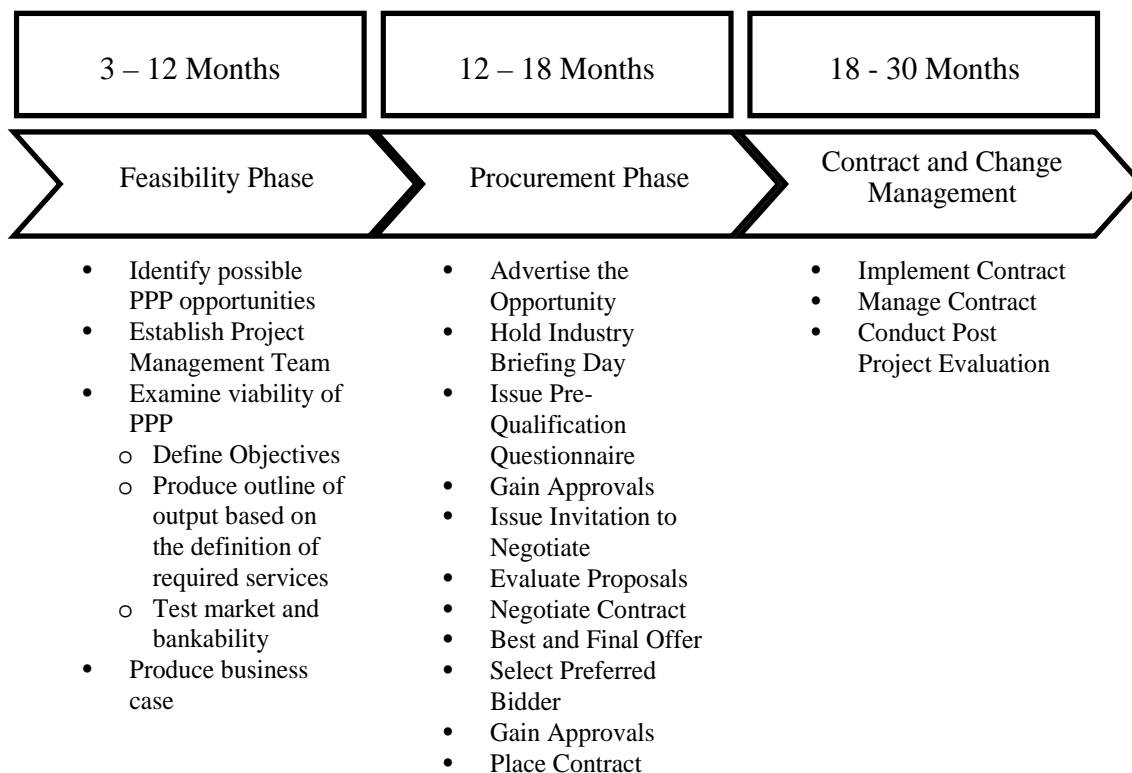 3 – 12 Months
12 – 18 Months
18 - 30 Months
Feasibility Phase
Procurement Phase
Contract and Change
Management
• Identify possible
PPP opportunities
• Establish Project
Management Team
• Examine viability of
PPP
o Define Objectives
o Produce outline of
output based on
the definition of
required services
o Test market and
bankability
• Produce business
case
• Advertise the
Opportunity
• Hold Industry
Briefing Day
• Issue Pre-
Qualification
Questionnaire
• Gain Approvals
• Issue Invitation to
Negotiate
• Evaluate Proposals
• Negotiate Contract
• Best and Final Offer
• Select Preferred
Bidder
• Gain Approvals
• Place Contract
• Implement Contract
• Manage Contract
• Conduct Post
Project Evaluation